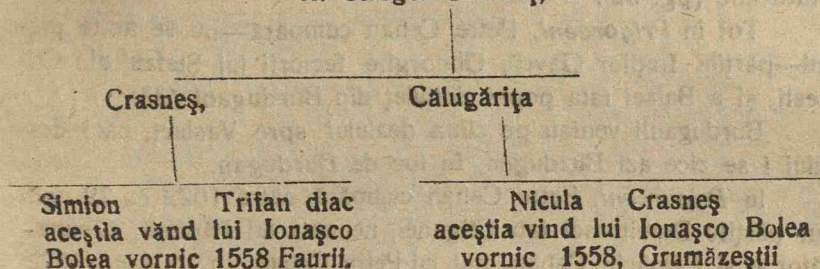 Crasneş, Călugăriţa
Simion Trifan diac Nicula Crasneş
aceştia vănd lui Ionaşco aceştia vind lui Ionaşco Bolea
Bolea vornic 1558 Faurii. vornic 1558, Grumăzeştii